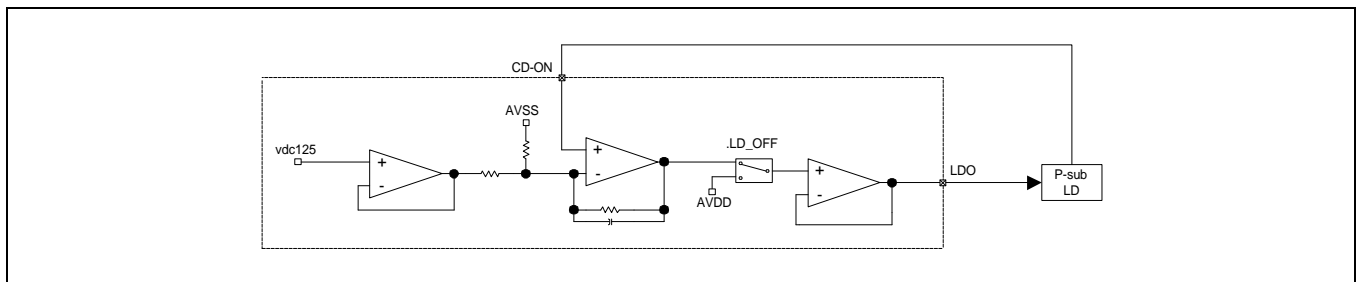 CD-ON
AVSS
vdc125
+
-
+
-
.LD_OFF
AVDD
+
-
LDO
P-sub
LD